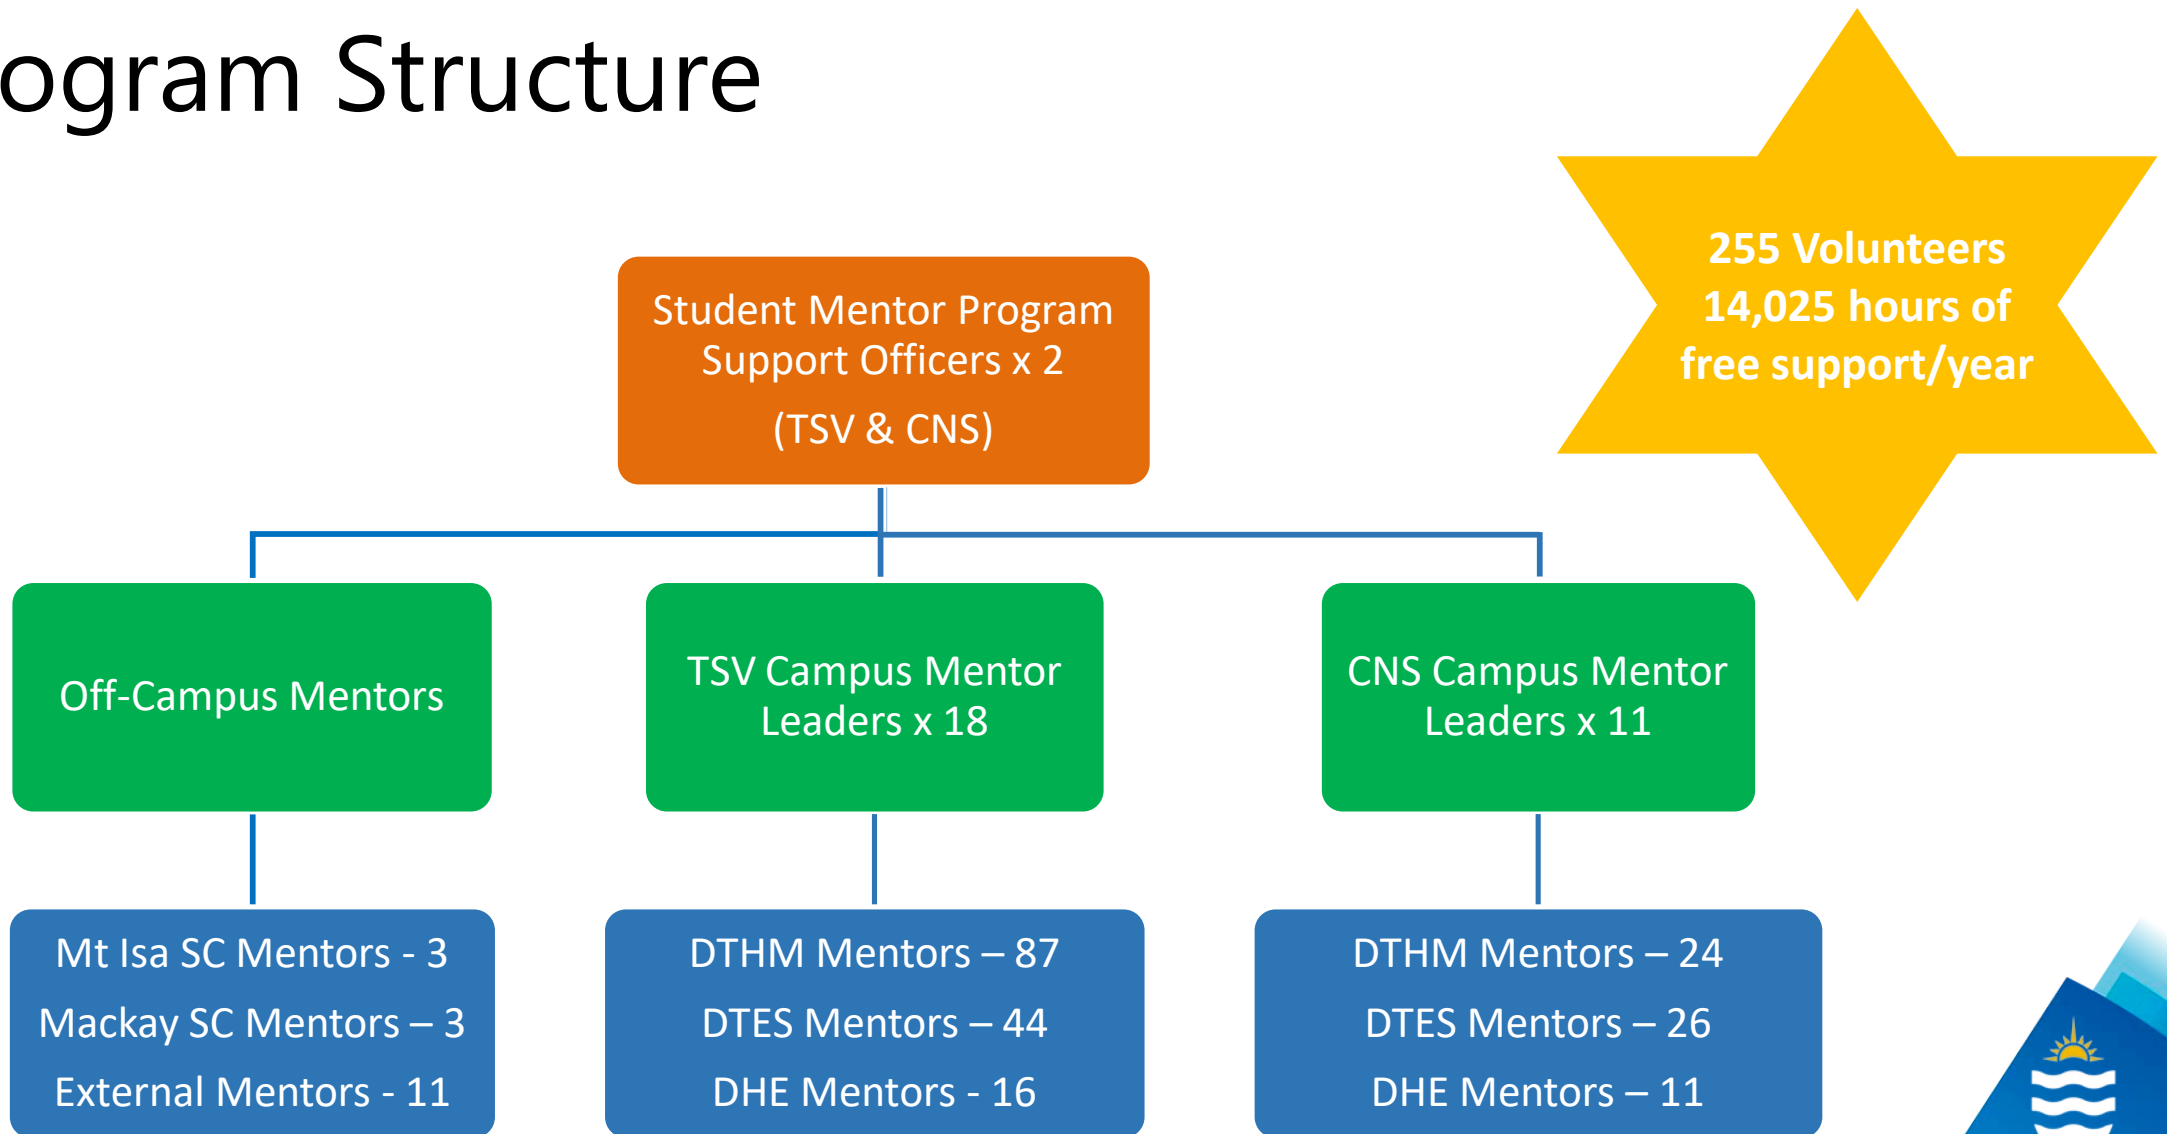 ogram Structure
255 Volunteers
14,025 hours of
free support/year
Student Mentor Program
Support Officers x 2
(TSV & CNS)
Off-Campus Mentors
TSV Campus Mentor
Leaders x 18
CNS Campus Mentor
Leaders x 11
Mt Isa SC Mentors - 3
Mackay SC Mentors – 3
External Mentors - 11
DTHM Mentors – 87
DTES Mentors – 44
DHE Mentors - 16
DTHM Mentors – 24
DTES Mentors – 26
DHE Mentors – 11